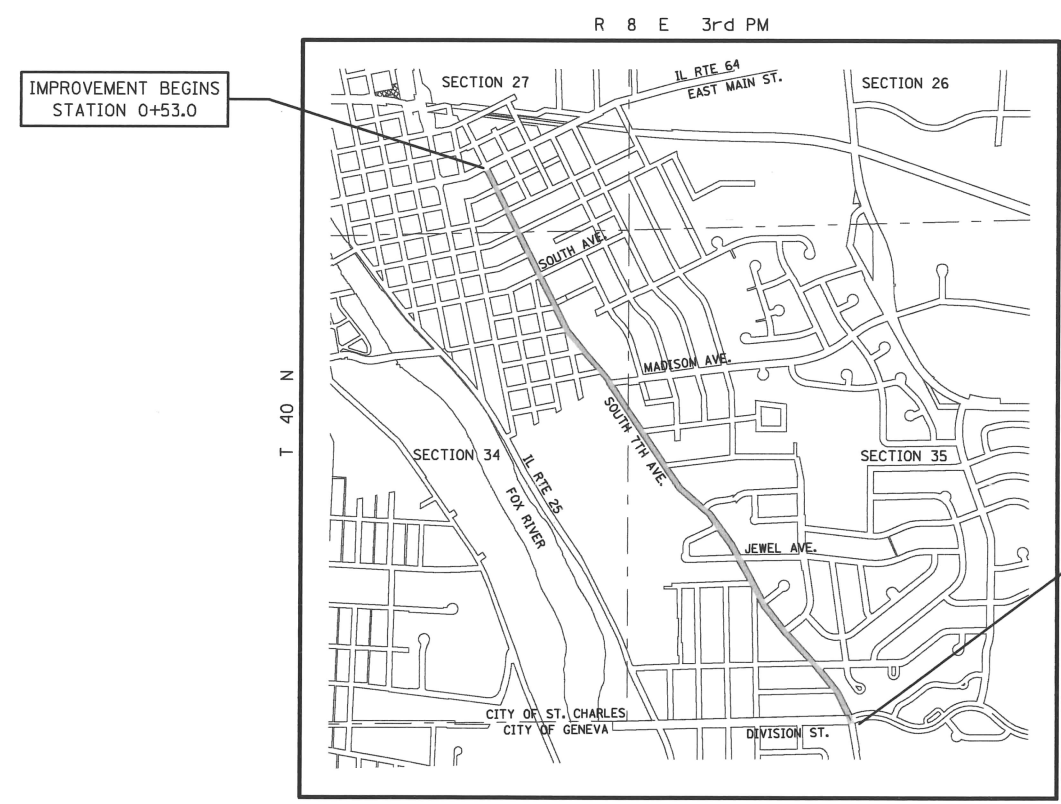 R 8 E 3rd PM
IMPROVEMENT BEGINS
STATION 0+53.0
SECTION 27
IL RTE 64
EAST MAIN ST.
SECTION 26
SOUTH AVE.
MADISON AVE.
T 40 N
SOUTH 7TH AVE.
SECTION 34
IL RTE 25
FOX RIVER
SECTION 35
JEWEL AVE.
CITY OF ST. CHARLES
CITY OF GENEVA
DIVISION ST.